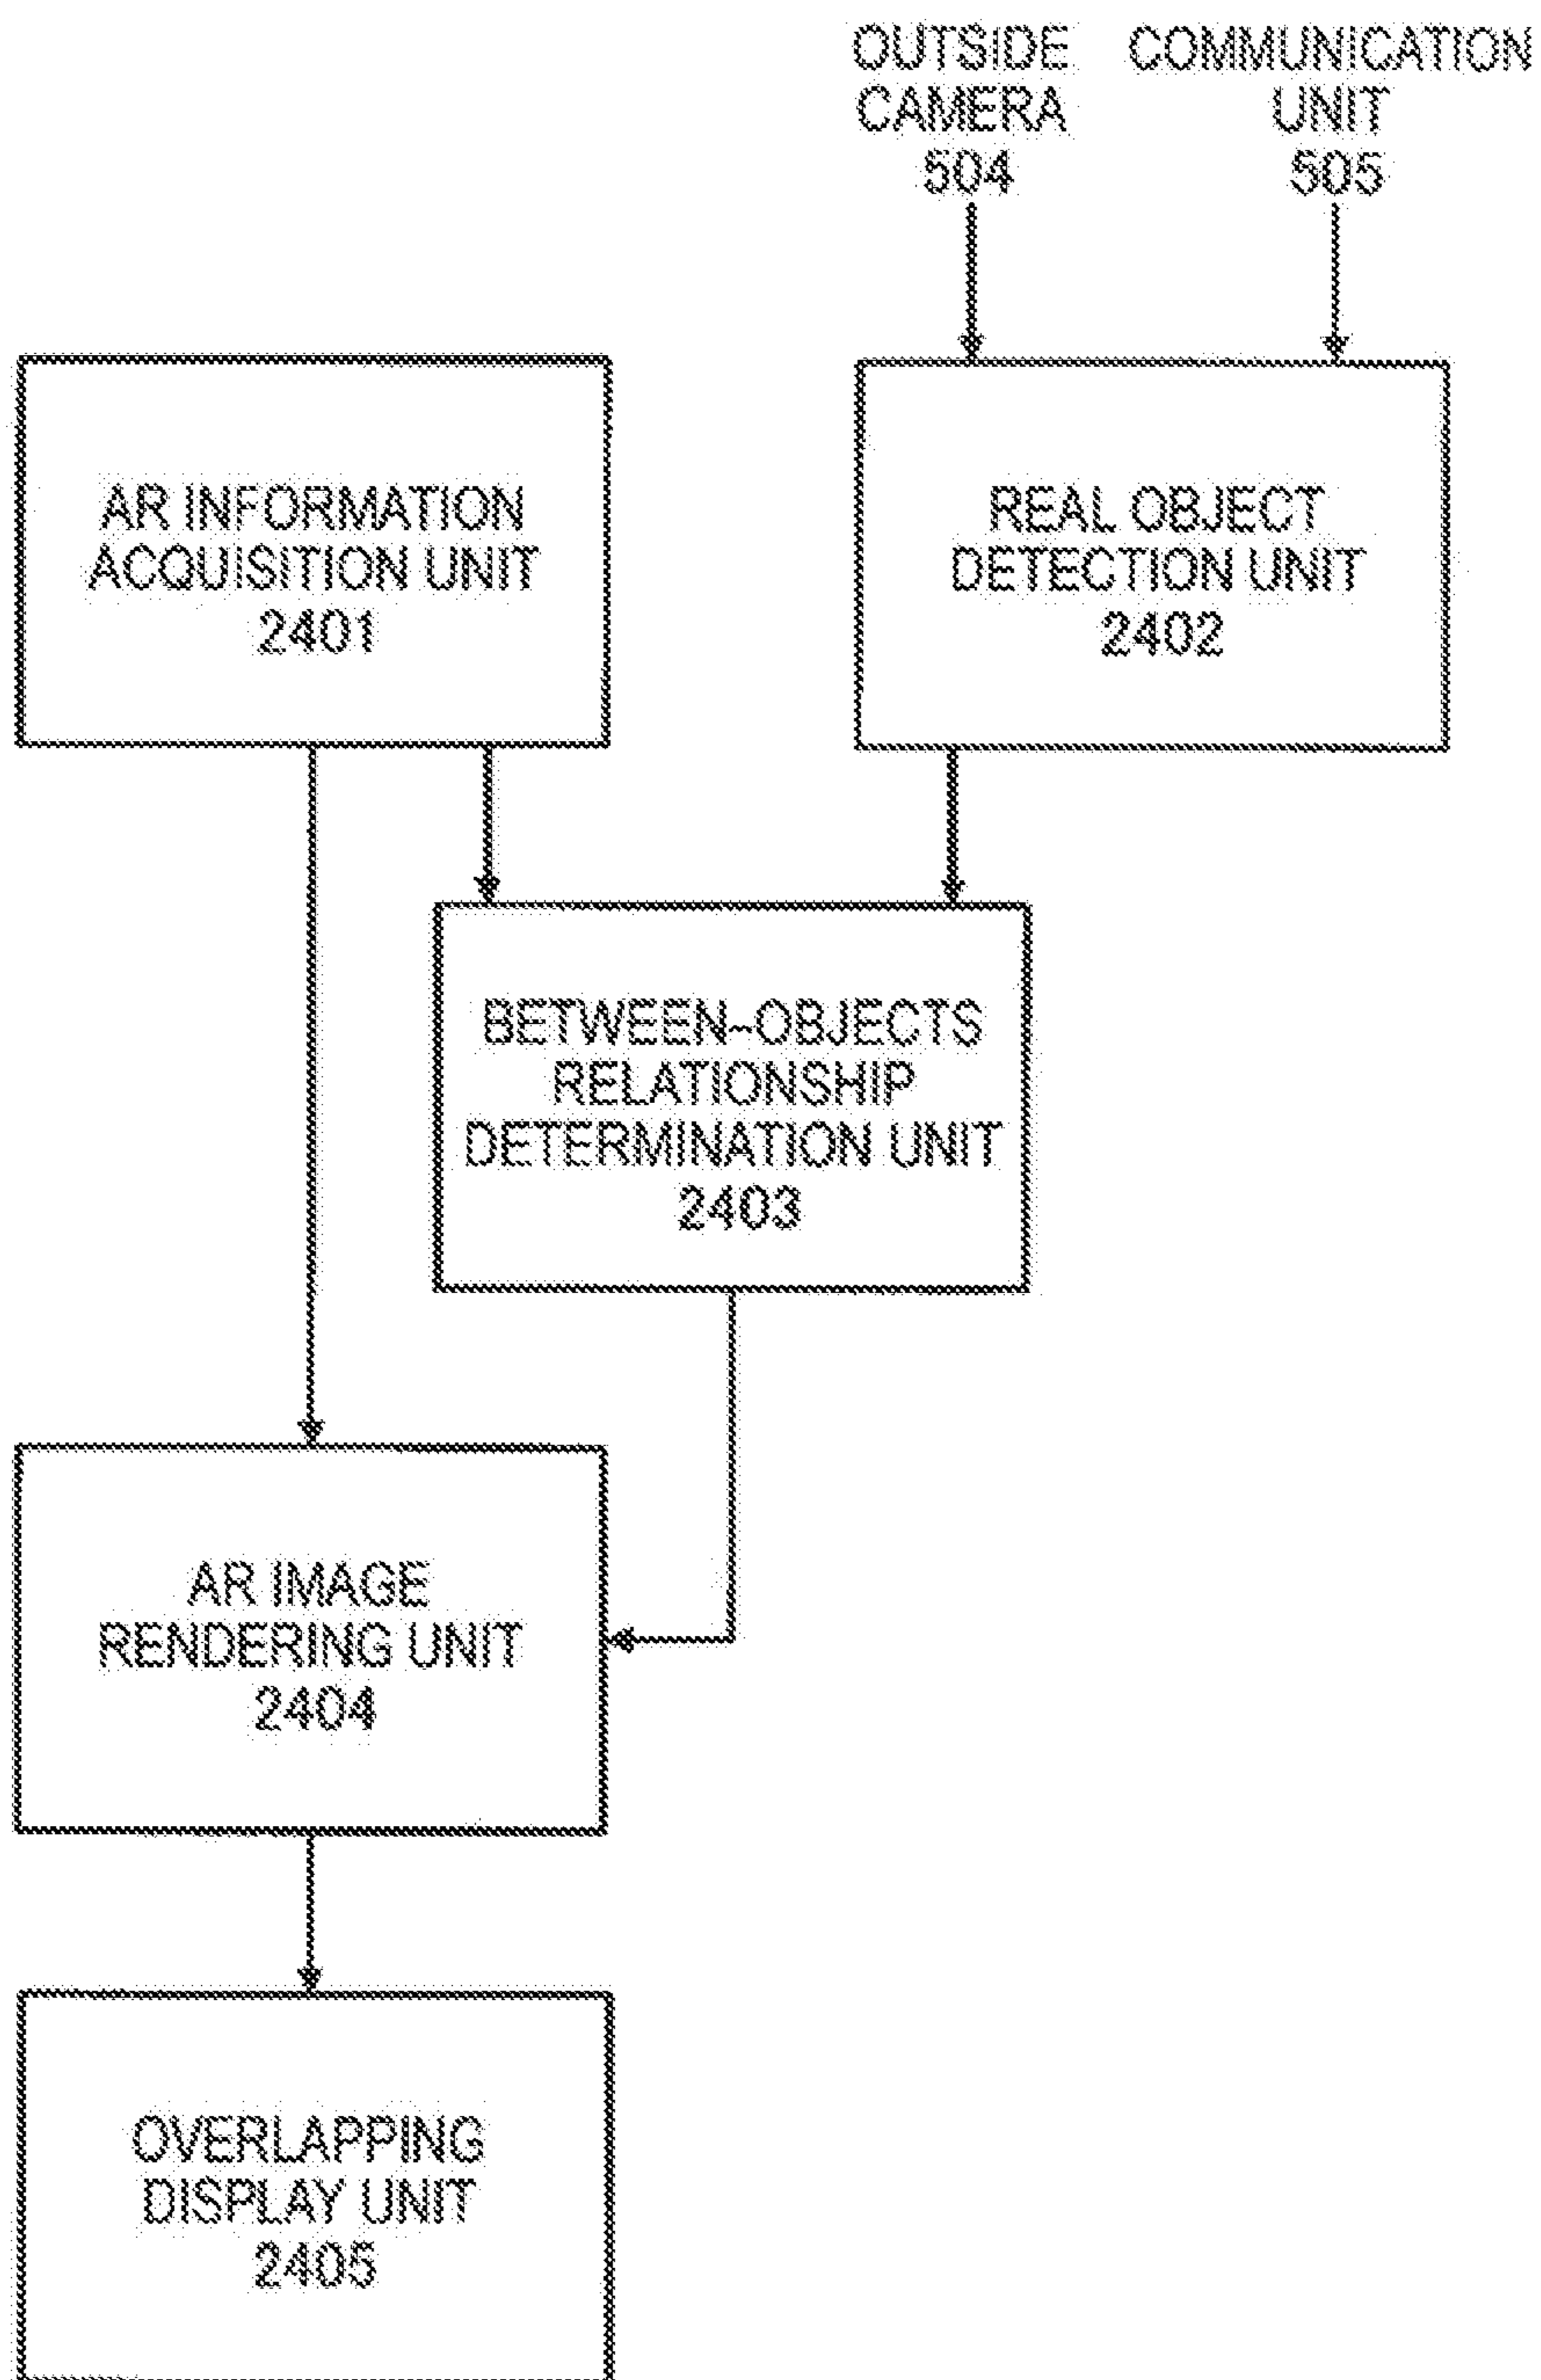 OUTSIDE
CAMERA
504
COMMUNICATION
UNIT
505
AR INFORMATION
ACQUISITION UNIT
2401
REAL OBJECT
DETECTION UNIT
2402
BETWEEN-OBJECTS
RELATIONSHIP
DETERMINATION UNIT
2403
AR IMAGE
RENDERING UNIT
2404
OVERLAPPING
DISPLAY UNIT
2405